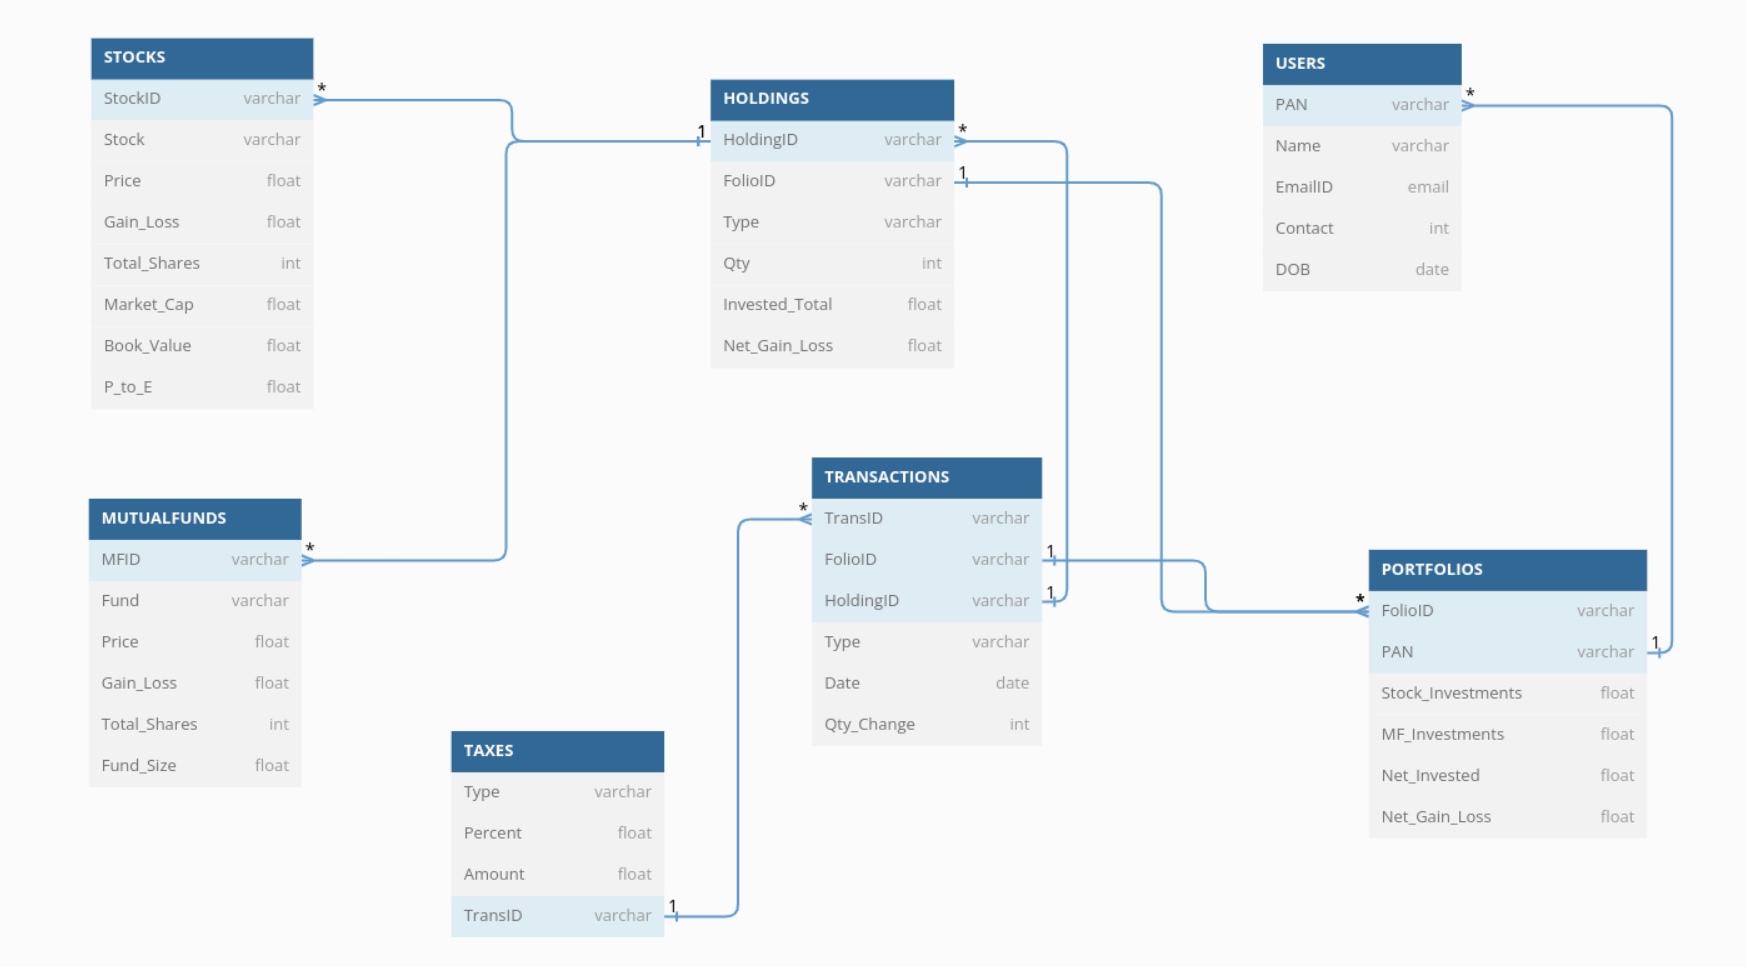 STOCKS
StockID varchar *
Stock varchar
Price float
Gain_Loss float
Total_Shares int
Market_Cap float
Book_Value float
P_to_E float
HOLDINGS
1 HoldingID varchar *
FolioID varchar 1
Type varchar
Qty int
Invested_Total float
Net_Gain_Loss float
USERS
PAN varchar *
Name varchar
EmailID email
Contact int
DOB date
MUTUALFUNDS
MFID varchar *
Fund varchar
Price float
Gain_Loss float
Total_Shares int
Fund_Size float
TRANSACTIONS
* TransID varchar
FolioID varchar 1
HoldingID varchar 1
Type varchar
Date date
Qty_Change int
PORTFOLIOS
* FolioID varchar
PAN varchar 1
Stock_Investments float
MF_Investments float
Net_Invested float
Net_Gain_Loss float
TAXES
Type varchar
Percent float
Amount float
TransID varchar 1